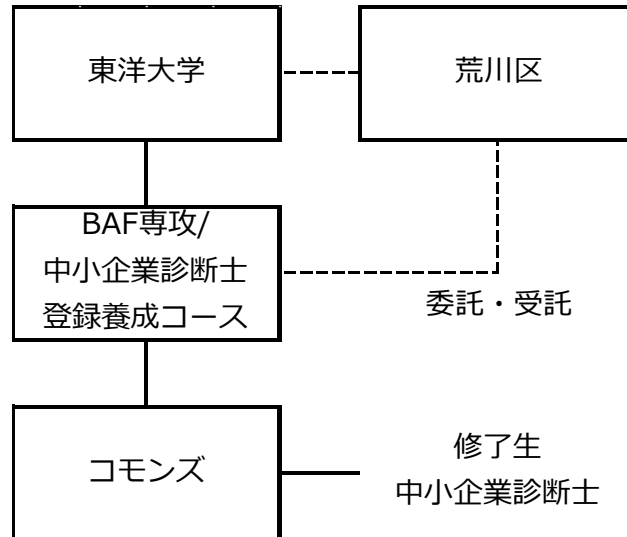 東洋大学
荒川区
BAF専攻/
中小企業診断士
登録養成コース
委託・受託
コモンズ
修了生
中小企業診断士